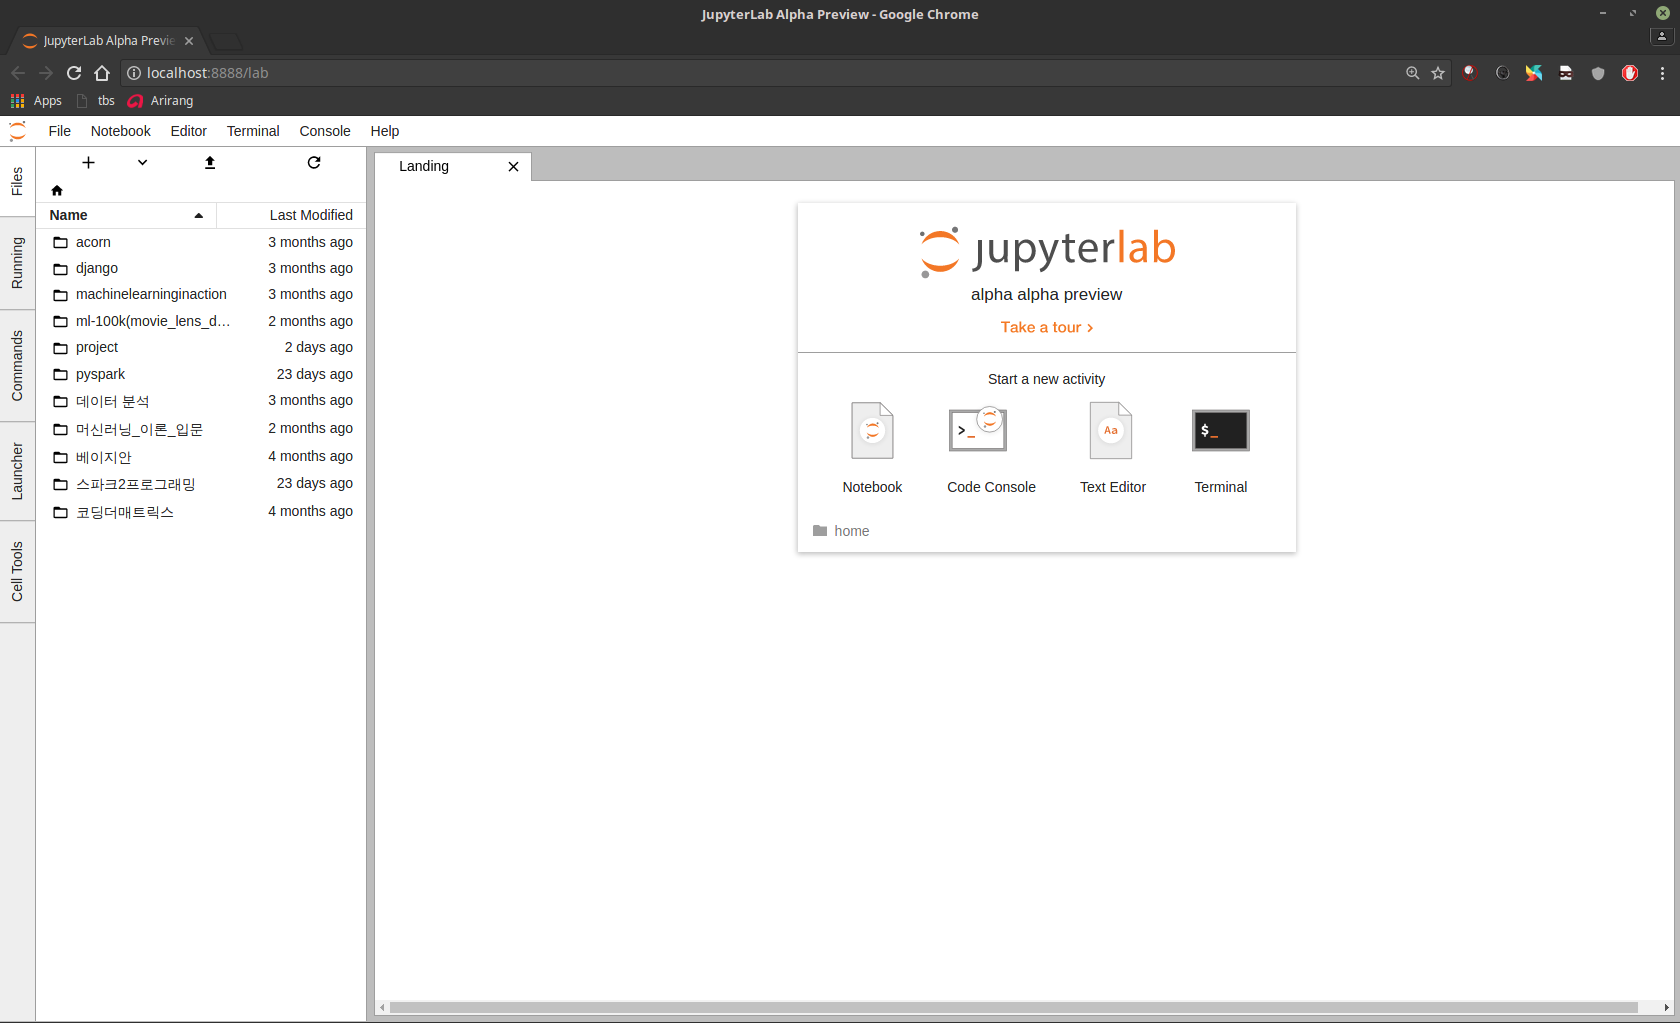 JupyterLab Alpha Preview - Google Chrome
JupyterLab Alpha Previe
localhost:8888/lab
Apps tbs Arirang
File Notebook Editor Terminal Console Help
Files
Running
Commands
Launcher
Cell Tools
Name Last Modified
acorn 3 months ago
django 3 months ago
machinelearninginaction 3 months ago
ml-100k(movie_lens_d... 2 months ago
project 2 days ago
pyspark 23 days ago
데이터 분석 3 months ago
머신러닝_이론_입문 2 months ago
베이지안 4 months ago
스파크2프로그래밍 23 days ago
코딩더매트릭스 4 months ago
Landing
jupyterlab
alpha alpha preview
Take a tour >
Start a new activity
>_
Aa
$_
Notebook Code Console Text Editor Terminal
home